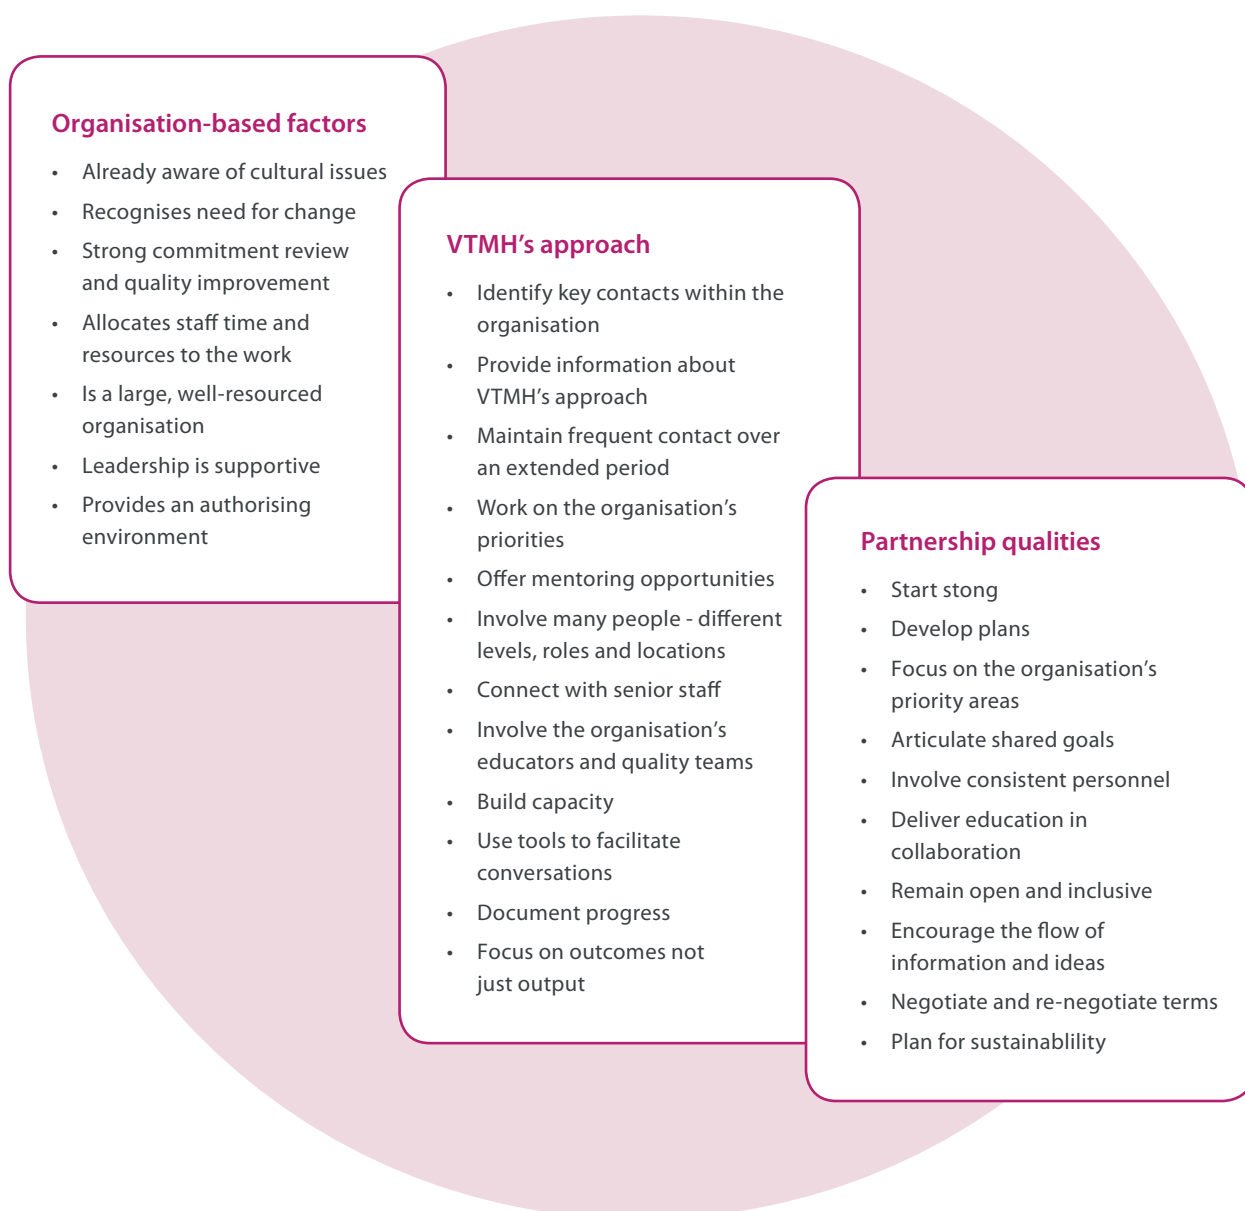 Organisation-based factors
• Already aware of cultural issues
• Recognises need for change
• Strong commitment review
and quality improvement
• Allocates staff time and
resources to the work
• Is a large, well-resourced
organisation
• Leadership is supportive
• Provides an authorising
environment
VTMH’s approach
• Identify key contacts within the
organisation
• Provide information about
VTMH’s approach
• Maintain frequent contact over
an extended period
• Work on the organisation’s
priorities
• Offer mentoring opportunities
• Involve many people - different
levels, roles and locations
• Connect with senior staff
• Involve the organisation’s
educators and quality teams
• Build capacity
• Use tools to facilitate
conversations
• Document progress
• Focus on outcomes not
just output
Partnership qualities
• Start stong
• Develop plans
• Focus on the organisation’s
priority areas
• Articulate shared goals
• Involve consistent personnel
• Deliver education in
collaboration
• Remain open and inclusive
• Encourage the flow of
information and ideas
• Negotiate and re-negotiate terms
• Plan for sustainablility